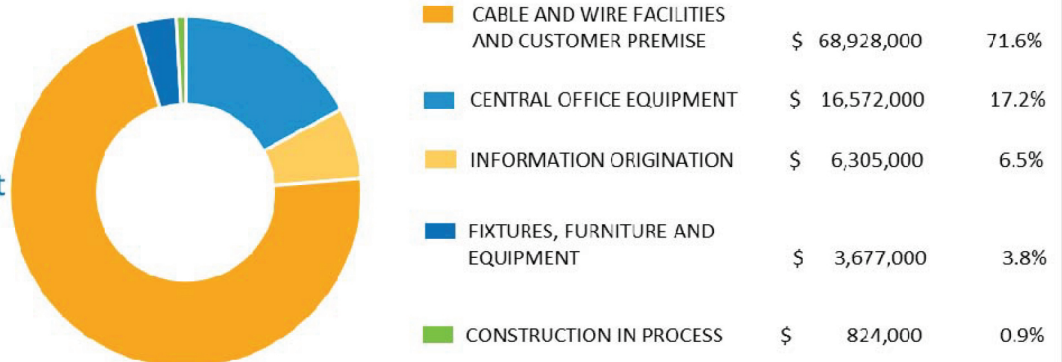 CABLE AND WIRE FACILITIES
AND CUSTOMER PREMISE $ 68,928,000 71.6%
CENTRAL OFFICE EQUIPMENT $ 16,572,000 17.2%
INFORMATION ORIGINATION $ 6,305,000 6.5%
FIXTURES, FURNITURE AND
EQUIPMENT $ 3,677,000 3.8%
CONSTRUCTION IN PROCESS $ 824,000 0.9%